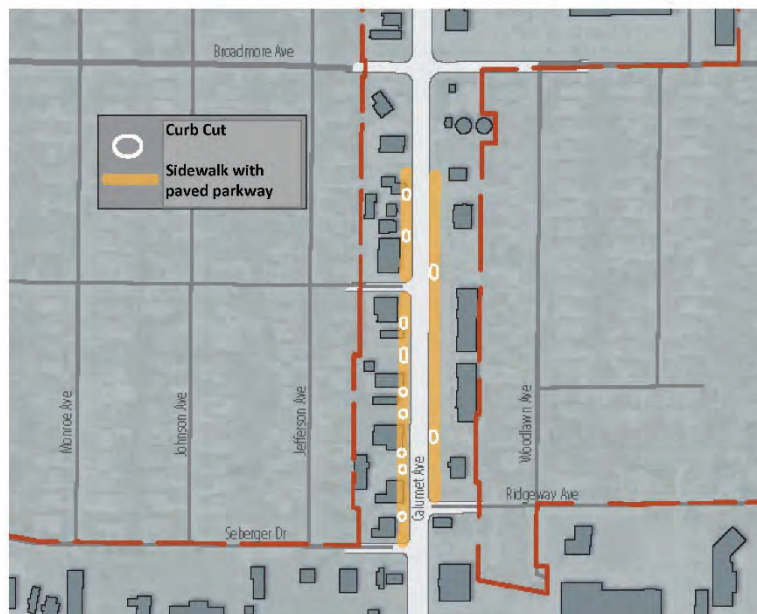 Broadmore Ave
Curb Cut
Sidewalk with
paved parkway
Monroe Ave
Johnson Ave
Jefferson Ave
Calumet Ave
Woodlawn Ave
Ridgeway Ave
Seberger Dr